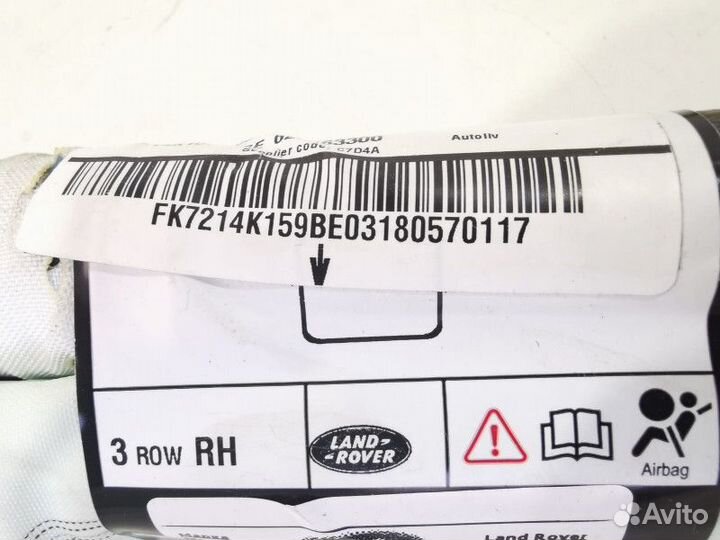 Autoliv
FK7214K159BE03180570117
3 ROW RH
LAND-
-ROVER
Airbag
Land Rover
Avito